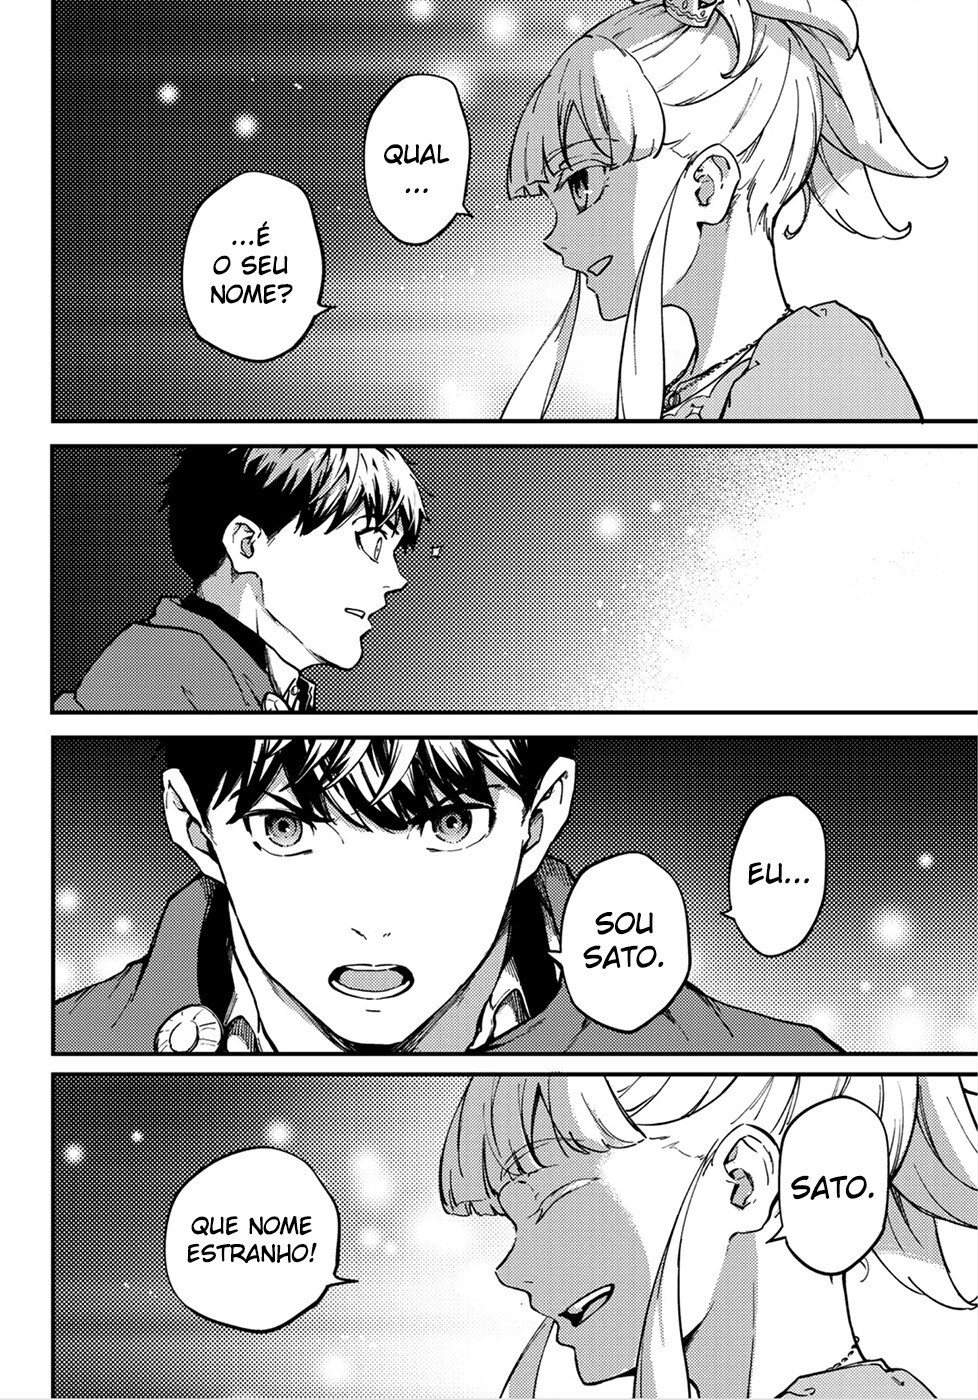 QUAL
...
...É
O SEU
NOME?
EU...
SOU
SATO.
SATO.
QUE NOME
ESTRANHO!